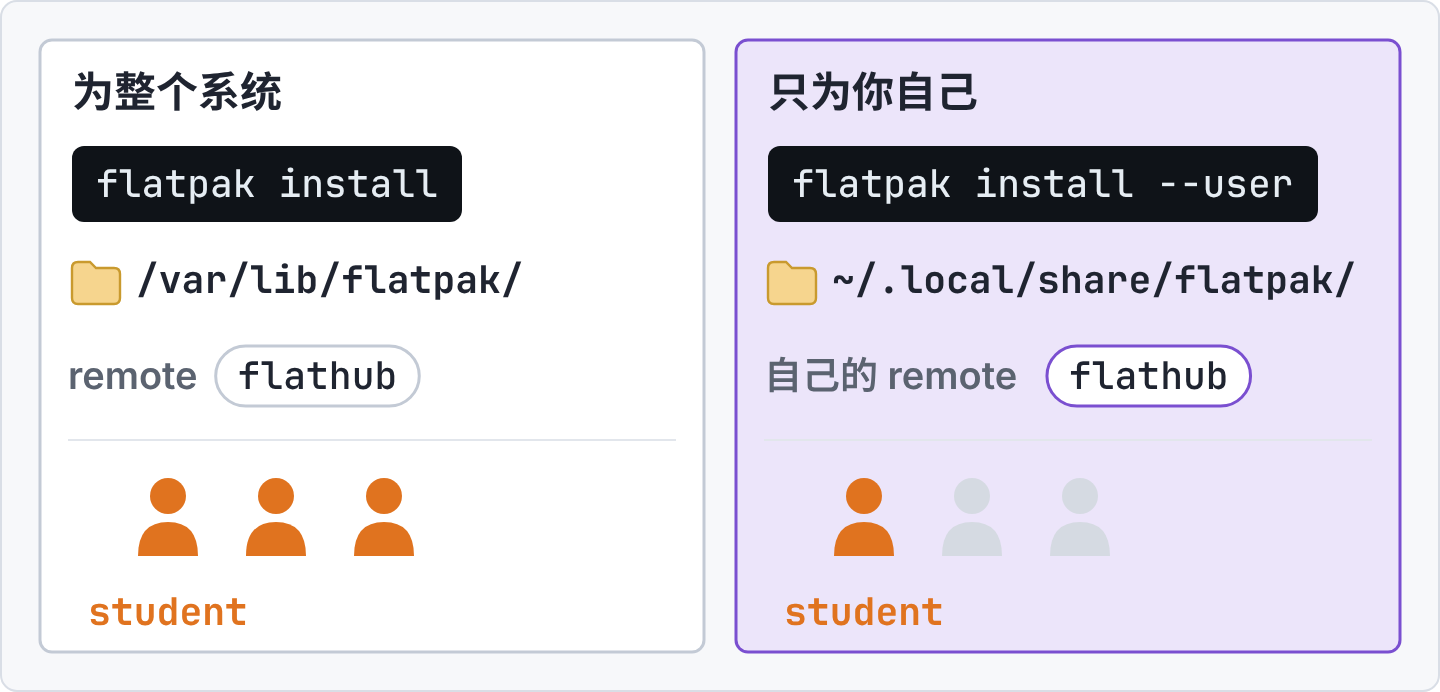 为整个系统
flatpak install
/var/lib/flatpak/
remote flathub
student
只为你自己
flatpak install --user
~/.local/share/flatpak/
自己的 remote flathub
student